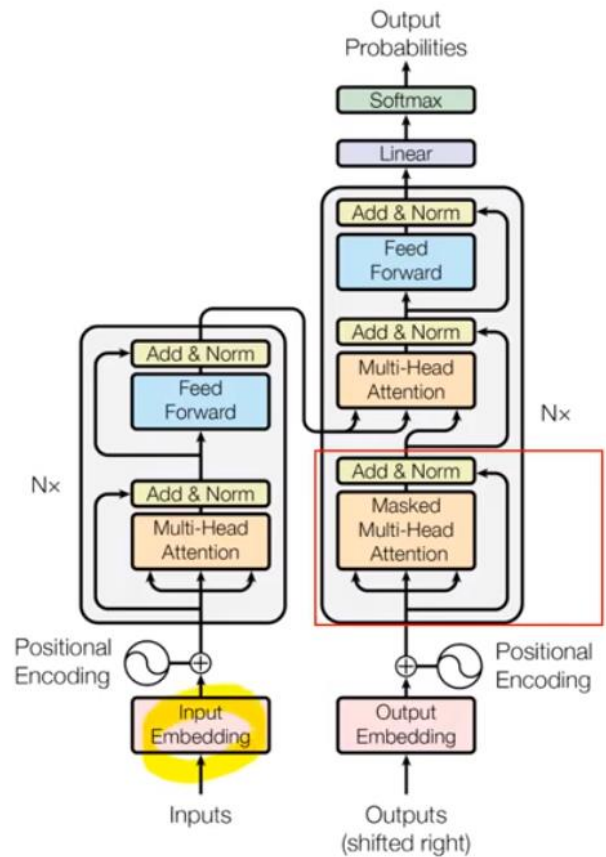 Output
Probabilities
Softmax
Linear
Add & Norm
Feed
Forward
Add & Norm
Multi-Head
Attention
Nx
Add & Norm
Masked
Multi-Head
Attention
Add & Norm
Feed
Forward
Nx
Add & Norm
Multi-Head
Attention
Positional
Encoding
Positional
Encoding
Input
Embedding
Output
Embedding
Inputs
Outputs
(shifted right)